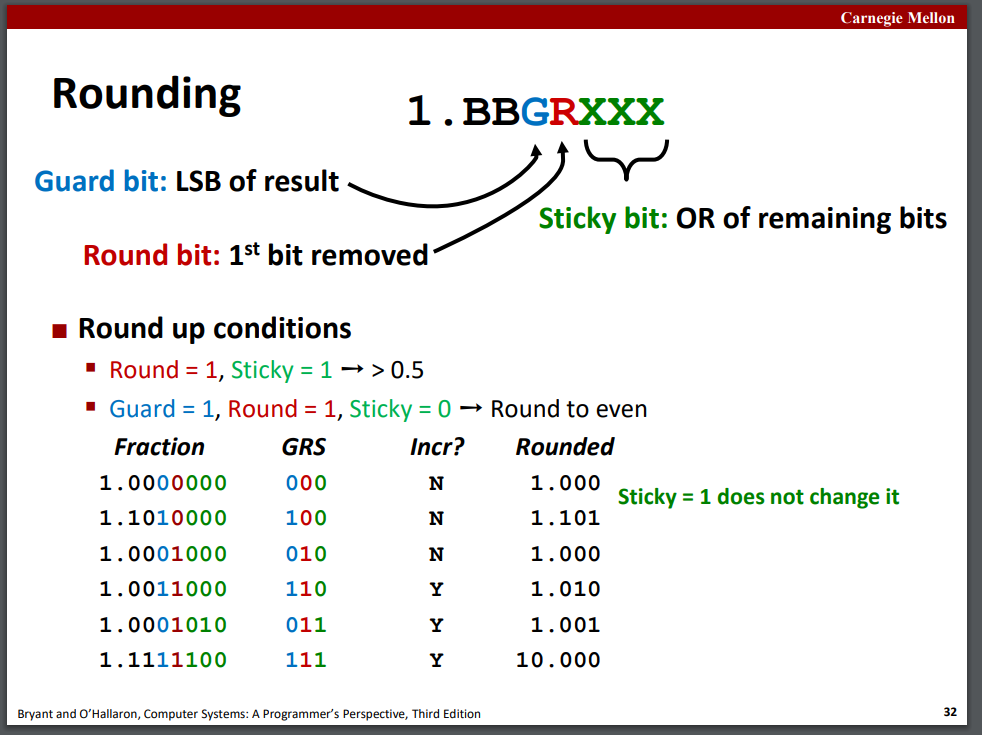 Carnegie Mellon
Rounding
1.BBGRXXX
Guard bit: LSB of result
Sticky bit: OR of remaining bits
Round bit: 1st bit removed
Round up conditions
Round = 1, Sticky = 1 → > 0.5
Guard = 1, Round = 1, Sticky = 0 → Round to even
Fraction GRS Incr? Rounded
1.0000000 000 N 1.000
Sticky = 1 does not change it
1.1010000 100 N 1.101
1.0001000 010 N 1.000
1.0011000 110 Y 1.010
1.0001010 011 Y 1.001
1.1111100 111 Y 10.000
Bryant and O'Hallaron, Computer Systems: A Programmer's Perspective, Third Edition
32